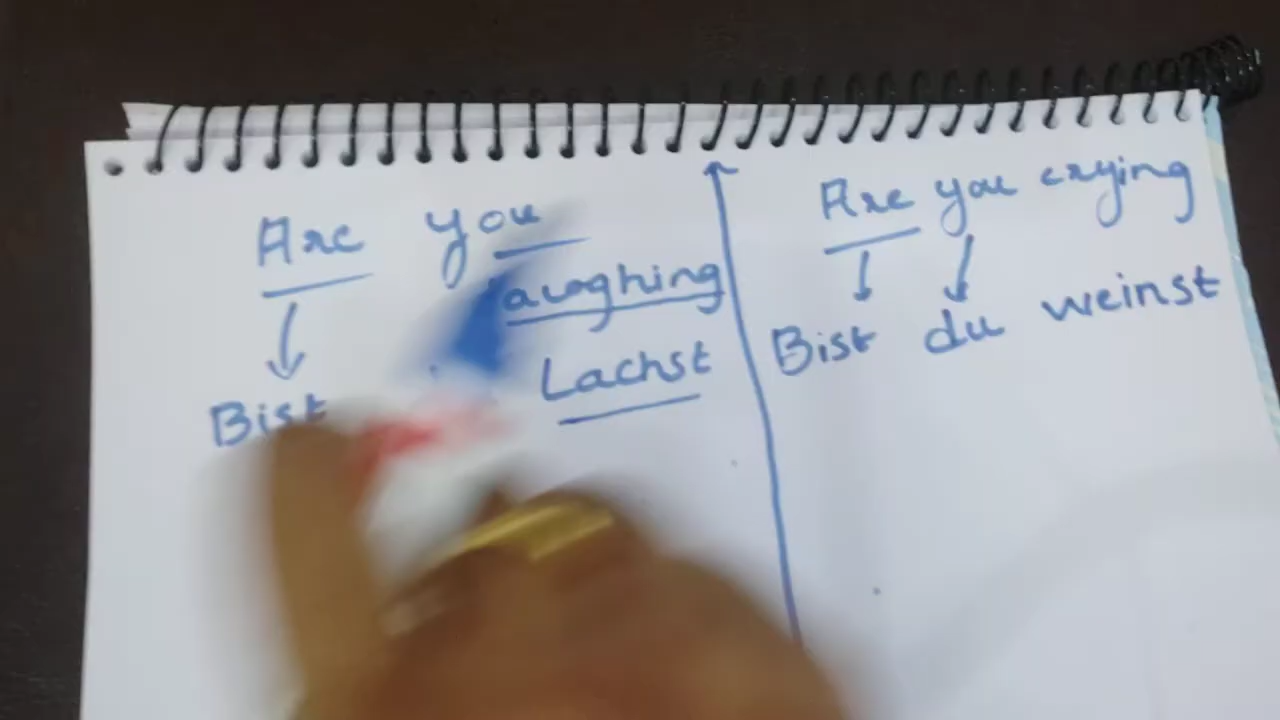 Are you
laughing
Bist
Lachst
Are you crying
Bist du weinst